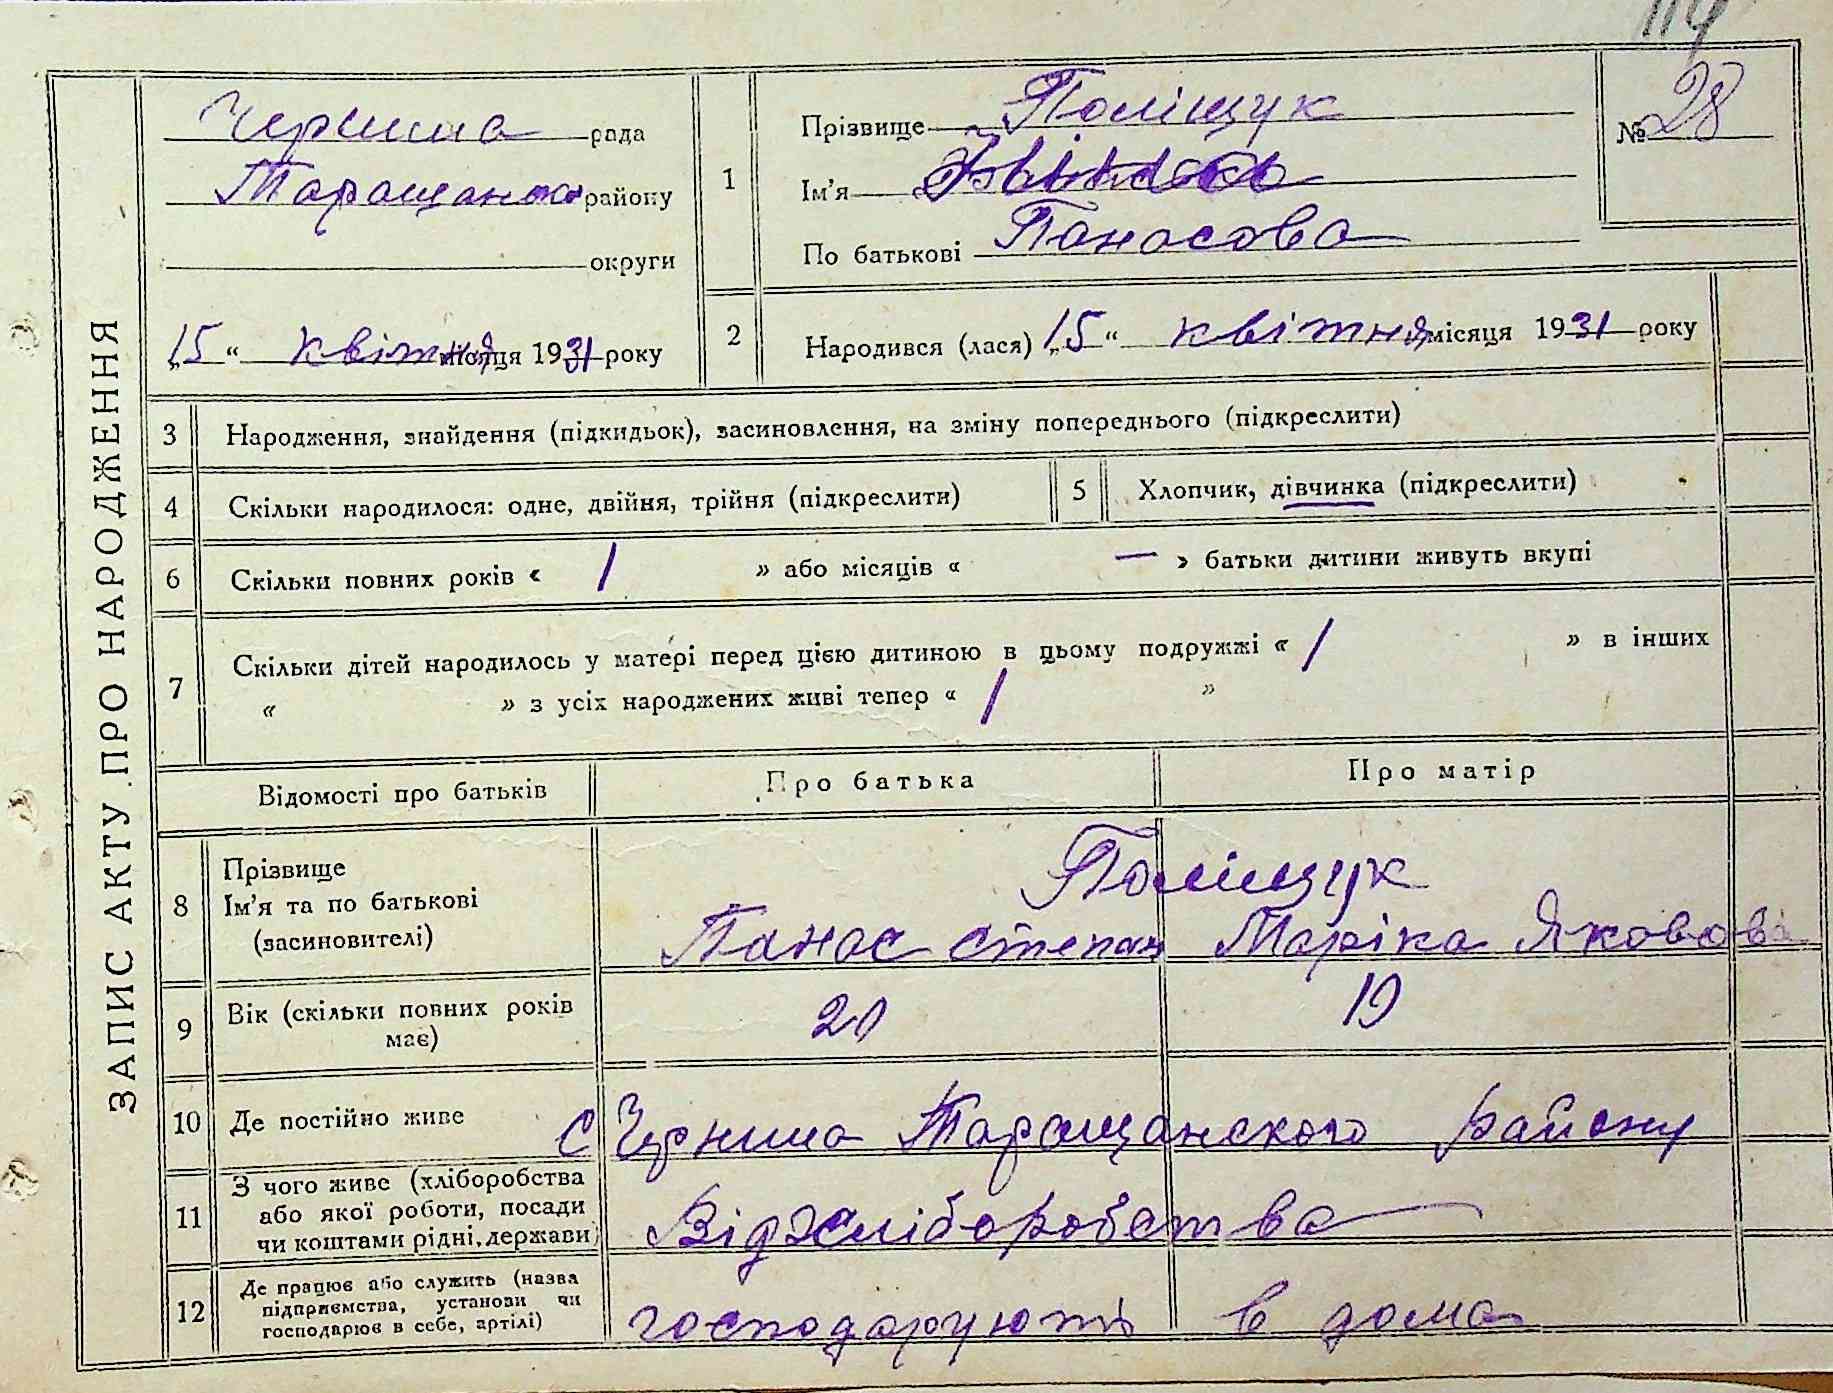 114
ЗАПИС АКТУ ПРО НАРОДЖЕННЯ
Чернина рада
Таращансько району
округи
„15“ квітня місяця 1931 року
1
Прізвище Поліщук
Ім'я
По батькові Панасова
№ 28
2
Народився (лася) „15“ квітня місяця 1931 року
3 Народження, знайдення (підкидьок), засиновлення, на зміну попереднього (підкреслити)
4 Скільки народилося: одне, двійня, трійня (підкреслити)
5 Хлопчик, дівчинка (підкреслити)
6 Скільки повних років « 1 » або місяців « — » батьки дитини живуть вкупі
7 Скільки дітей народилось у матері перед цією дитиною в цьому подружжі « 1 » в інших
« » з усіх народжених живі тепер « 1 »
Відомості про батьків Про батька Про матір
8 Прізвище
Ім'я та по батькові
(засиновителі)
Поліщук
Панас Степан Маріка Яковова
9 Вік (скільки повних років
має)
20 19
10 Де постійно живе С Чернина Таращанского району
11 З чого живе (хліборобства
або якої роботи, посади
чи коштами рідні, держави)
Від хліборобства
12 Де працює або служить (назва
підприємства, установи чи
господарює в себе, артілі)
господарують в дома